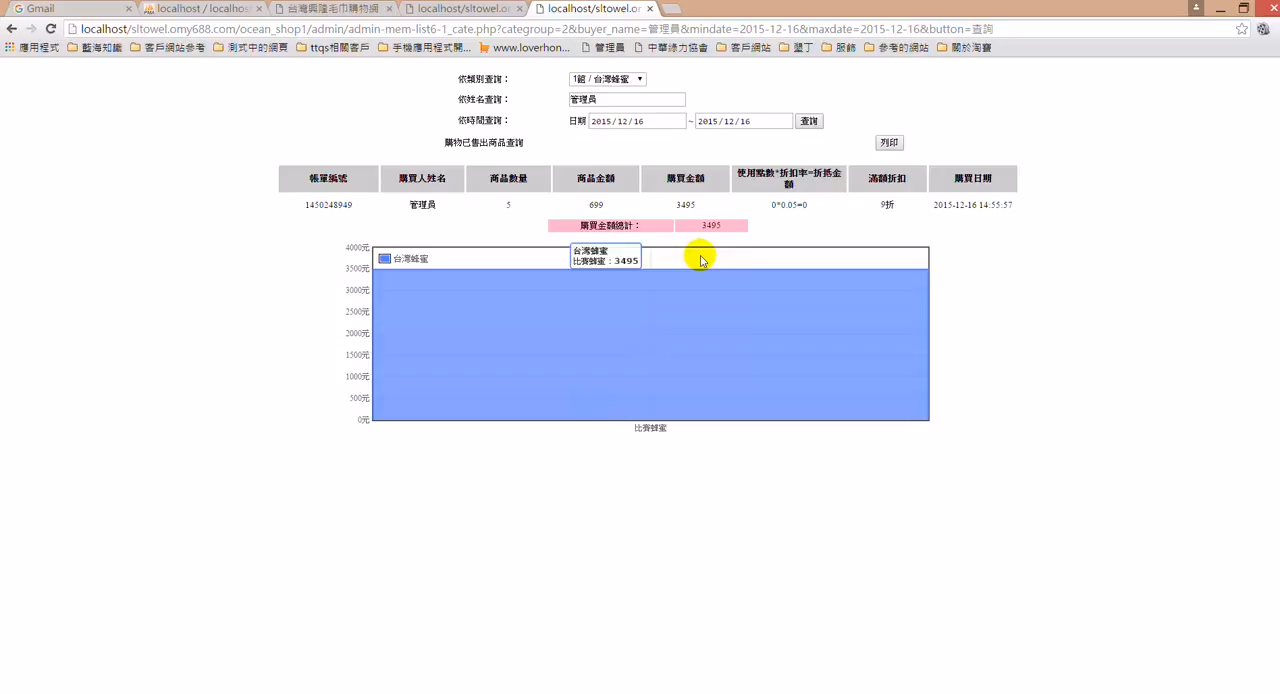 Gmail
localhost / localhos
台灣興隆毛巾購物網
localhost/sltowel.or
localhost/sltowel.or
localhost/sltowel.omy688.com/ocean_shop1/admin/admin-mem-list6-1_cate.php?categroup=2&buyer_name=管理員&mindate=2015-12-16&maxdate=2015-12-16&button=查詢
應用程式 藍海知識 客戶網站參考 測式中的網頁 ttqs相關客戶 手機應用程式開... www.loverhon... 管理員 中華綠力協會 客戶網站 墾丁 服飾 參考的網站 關於淘寶
依類別查詢： 1館 / 台灣蜂蜜
依姓名查詢： 管理員
依時間查詢： 日期 2015/12/16 ~ 2015/12/16 查詢
購物已售出商品查詢 列印
帳單編號 購買人姓名 商品數量 商品金額 購買金額 使用點數*折扣率=折抵金額 滿額折扣 購買日期
1450248949 管理員 5 699 3495 0*0.05=0 9折 2015-12-16 14:55:57
購買金額總計： 3495
4000元
台灣蜂蜜
台灣蜂蜜
比賽蜂蜜：3495
3500元
3000元
2500元
2000元
1500元
1000元
500元
0元
比賽蜂蜜